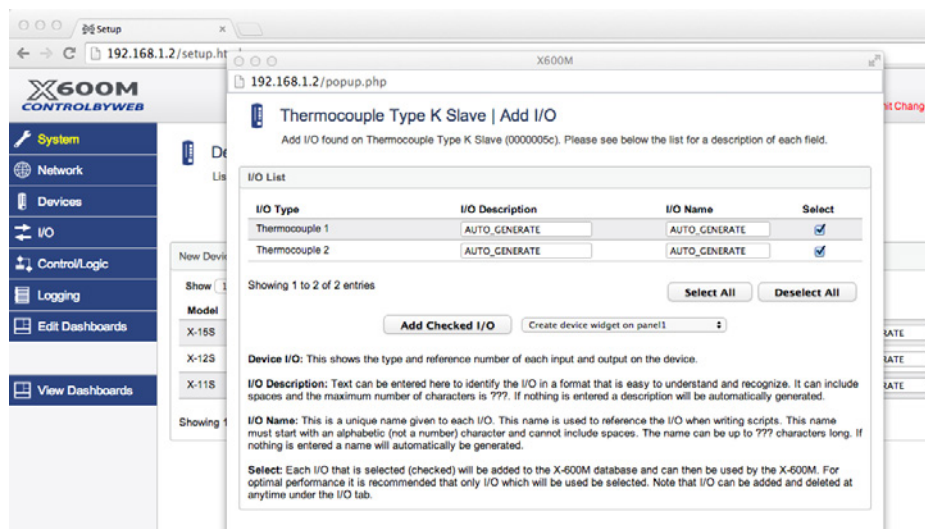 Setup
192.168.1.2/setup.ht
X600M
192.168.1.2/popup.php
X600M
CONTROLBYWEB
Thermocouple Type K Slave | Add I/O
Add I/O found on Thermocouple Type K Slave (0000005c). Please see below the list for a description of each field.
System
Network
Devices
I/O
Control/Logic
Logging
Edit Dashboards
View Dashboards
De
Lis
New Devi
Show 1
Model
X-15S
X-12S
X-11S
Showing 1
I/O List
I/O Type I/O Description I/O Name Select
Thermocouple 1 AUTO_GENERATE AUTO_GENERATE
Thermocouple 2 AUTO_GENERATE AUTO_GENERATE
Showing 1 to 2 of 2 entries
Select All Deselect All
Add Checked I/O Create device widget on panel1
Device I/O: This shows the type and reference number of each input and output on the device.
I/O Description: Text can be entered here to identify the I/O in a format that is easy to understand and recognize. It can include
spaces and the maximum number of characters is ???. If nothing is entered a description will be automatically generated.
I/O Name: This is a unique name given to each I/O. This name is used to reference the I/O when writing scripts. This name
must start with an alphabetic (not a number) character and cannot include spaces. The name can be up to ??? characters long. If
nothing is entered a name will automatically be generated.
Select: Each I/O that is selected (checked) will be added to the X-600M database and can then be used by the X-600M. For
optimal performance it is recommended that only I/O which will be used be selected. Note that I/O can be added and deleted at
anytime under the I/O tab.
nit Chang
RATE
RATE
RATE